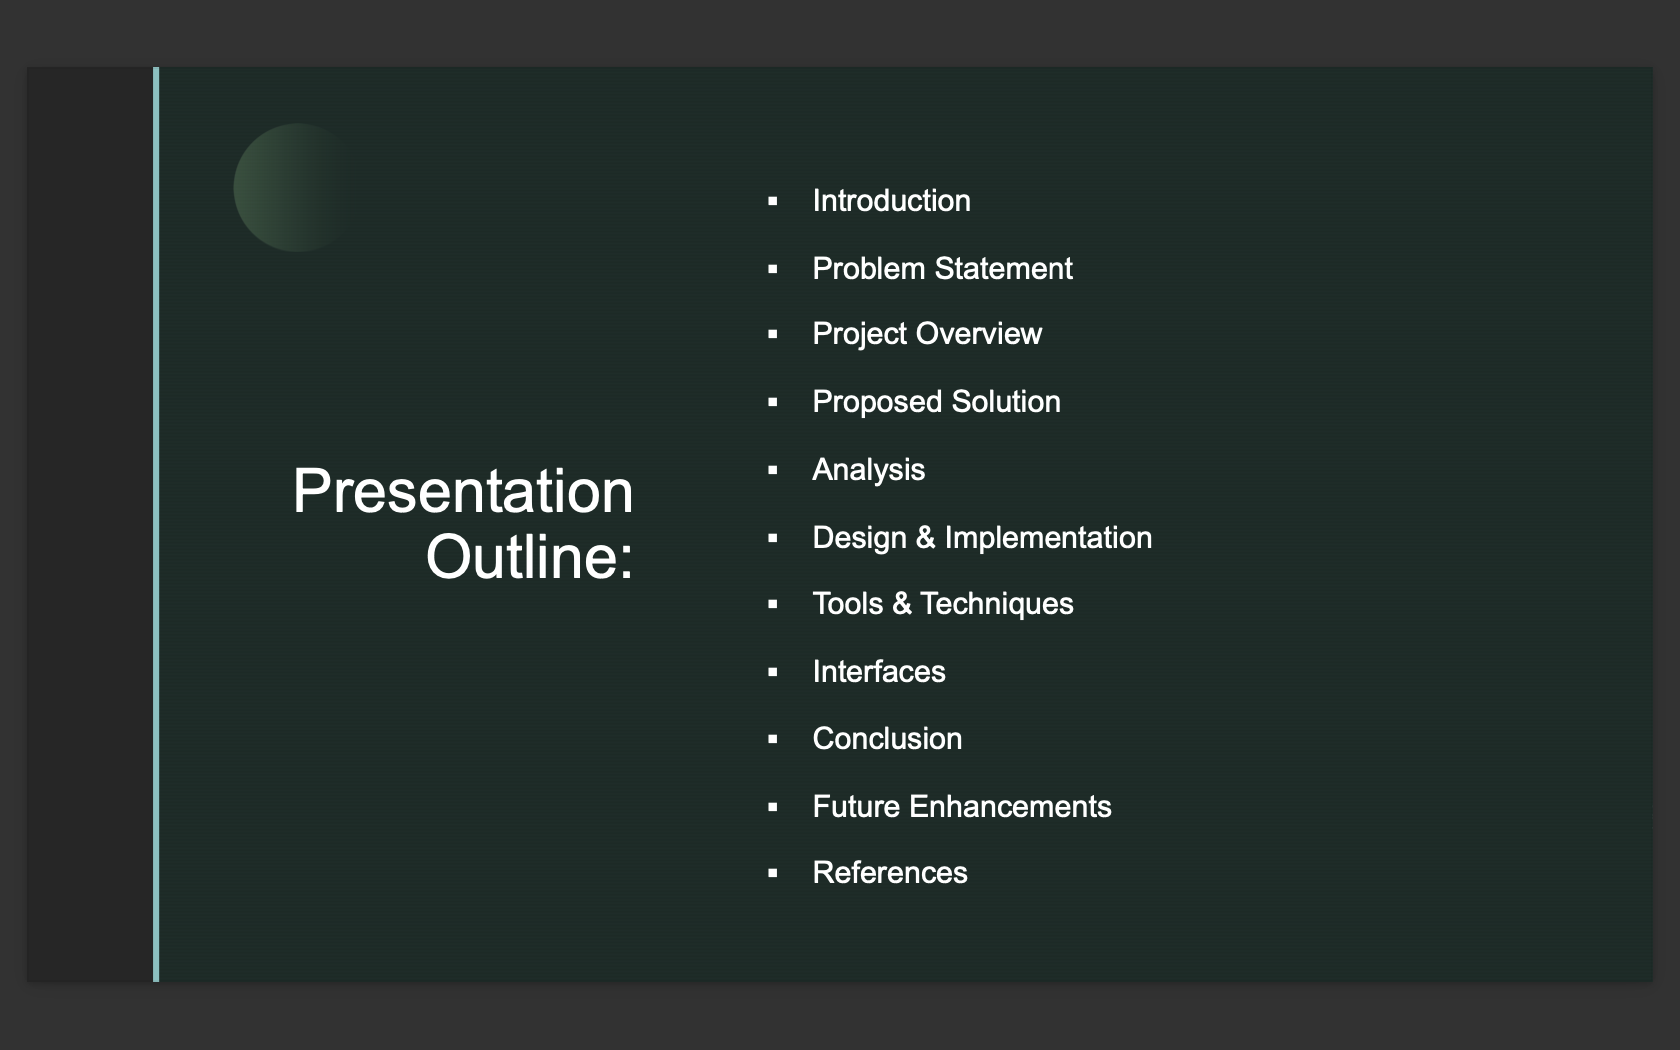 Presentation
Outline:
▪ Introduction
▪ Problem Statement
▪ Project Overview
▪ Proposed Solution
▪ Analysis
▪ Design & Implementation
▪ Tools & Techniques
▪ Interfaces
▪ Conclusion
▪ Future Enhancements
▪ References